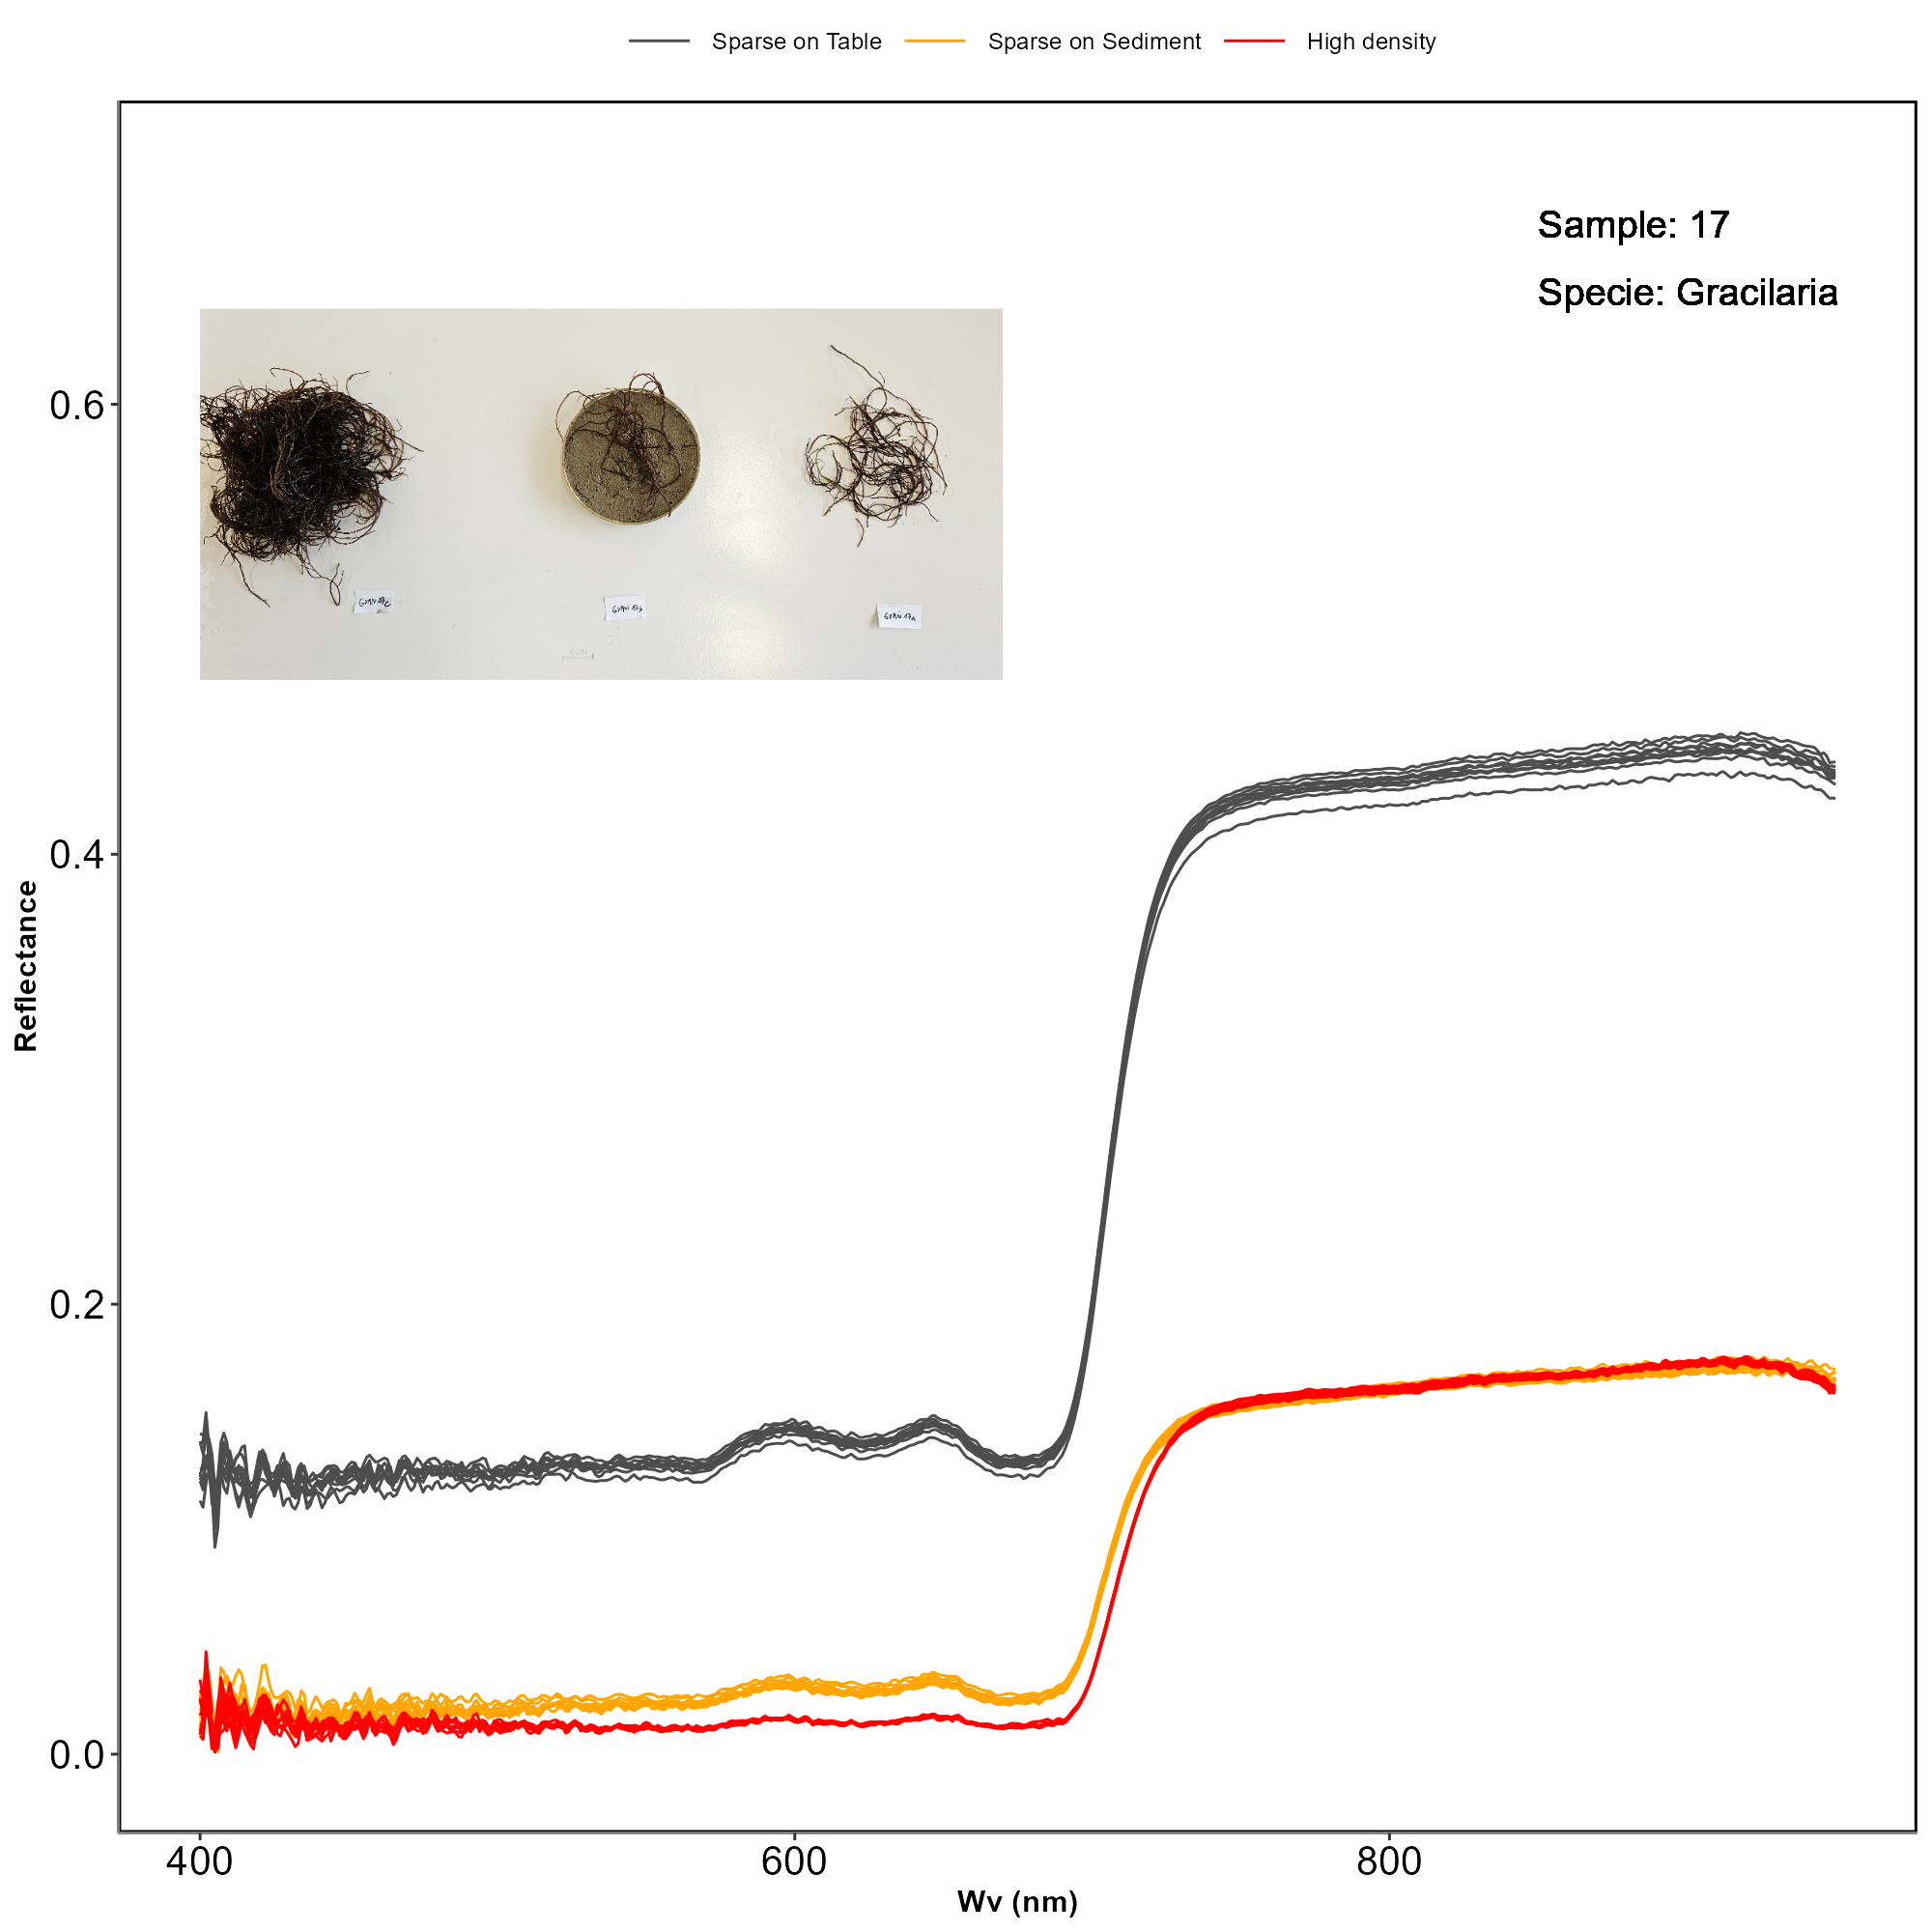 Sparse on Table Sparse on Sediment High density
Sample: 17
Specie: Gracilaria
0.6
0.4
0.2
0.0
Reflectance
400 600 800
Wv (nm)